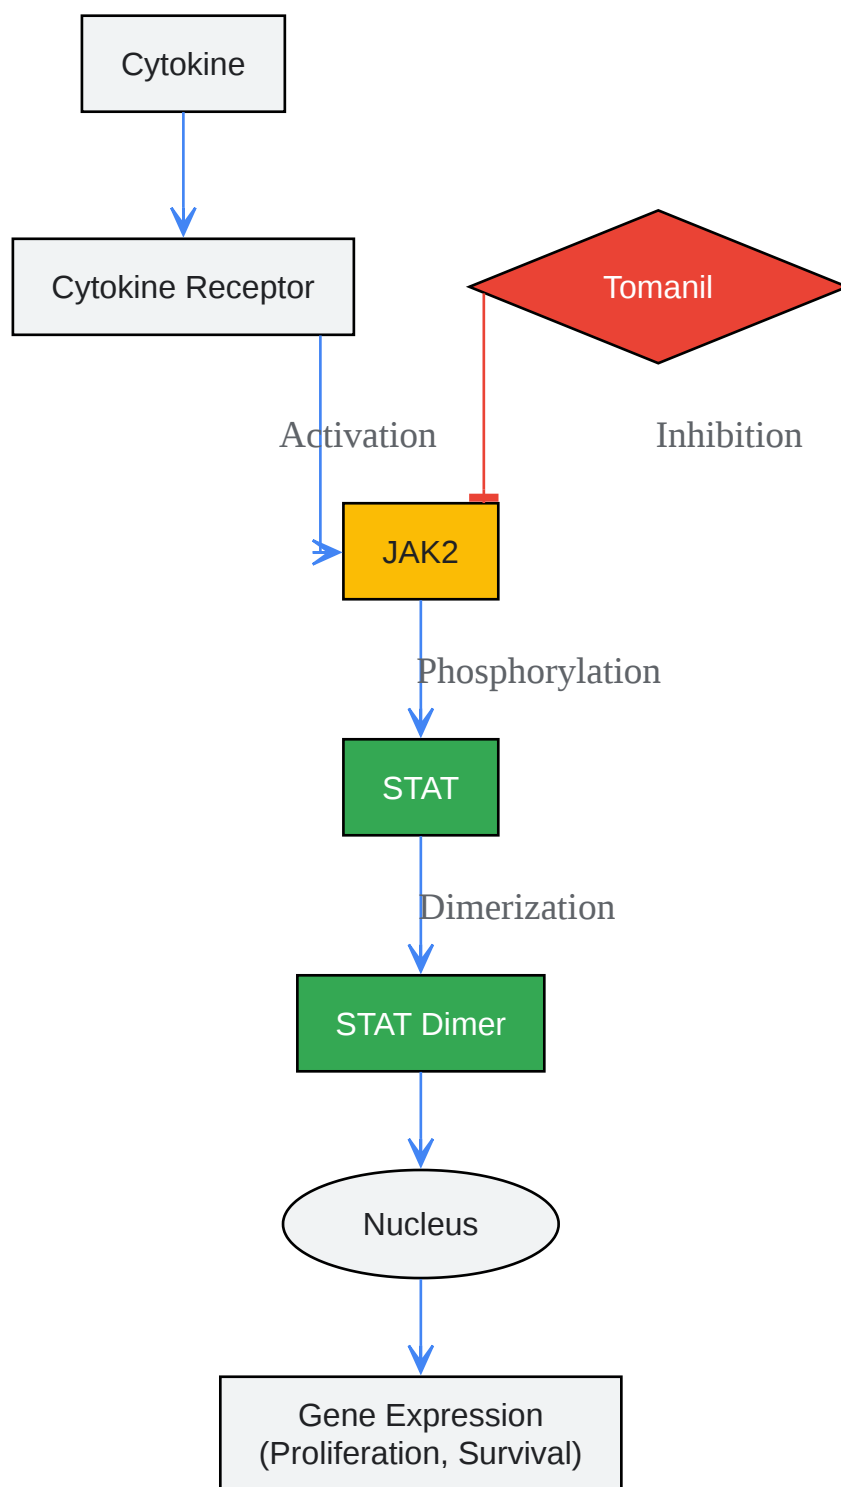 Cytokine
Cytokine Receptor
Tomanil
Activation
Inhibition
JAK2
Phosphorylation
STAT
Dimerization
STAT Dimer
Nucleus
Gene Expression
(Proliferation, Survival)